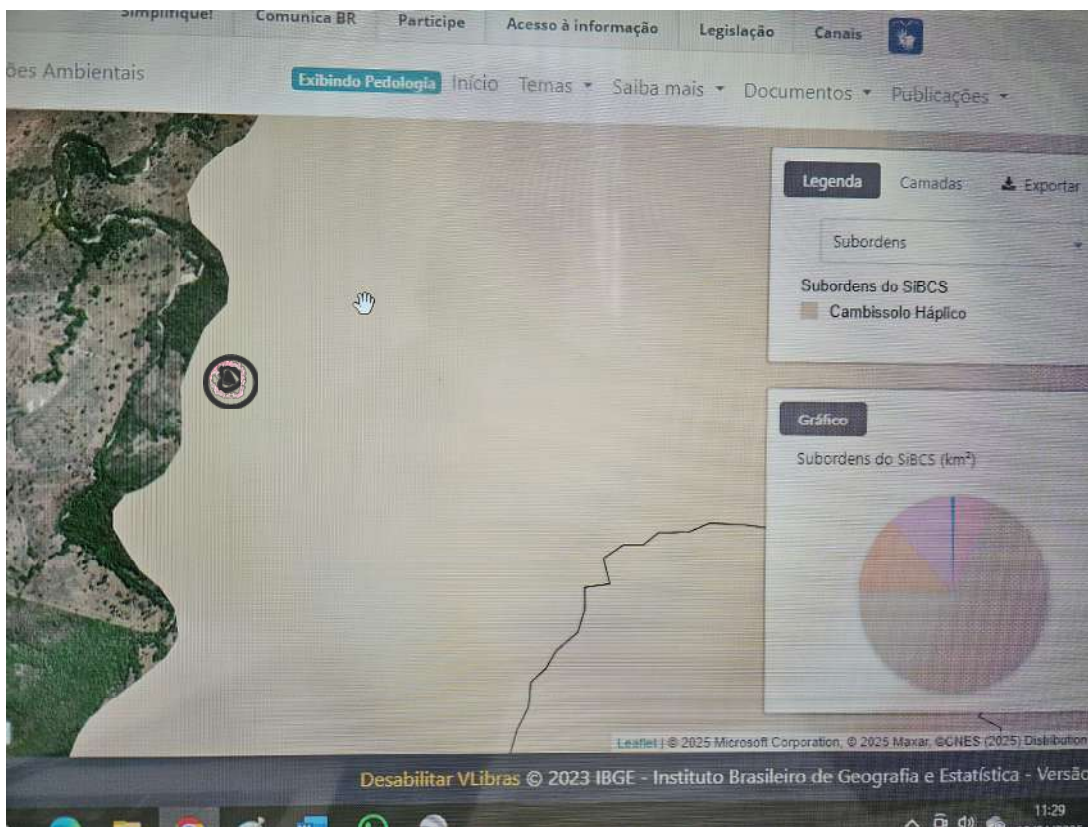 Simplifique!
Comunica BR
Participe
Acesso à informação
Legislação
Canais
ões Ambientais
Exibindo Pedologia
Início
Temas
Saiba mais
Documentos
Publicações
Legenda
Camadas
Exportar
Subordens
Subordens do SiBCS
Cambissolo Háplico
Gráfico
Subordens do SiBCS (km²)
Leaflet | © 2025 Microsoft Corporation, © 2025 Maxar, ©CNES (2025) Distribution
Desabilitar VLibras © 2023 IBGE - Instituto Brasileiro de Geografia e Estatística - Versão
11:29